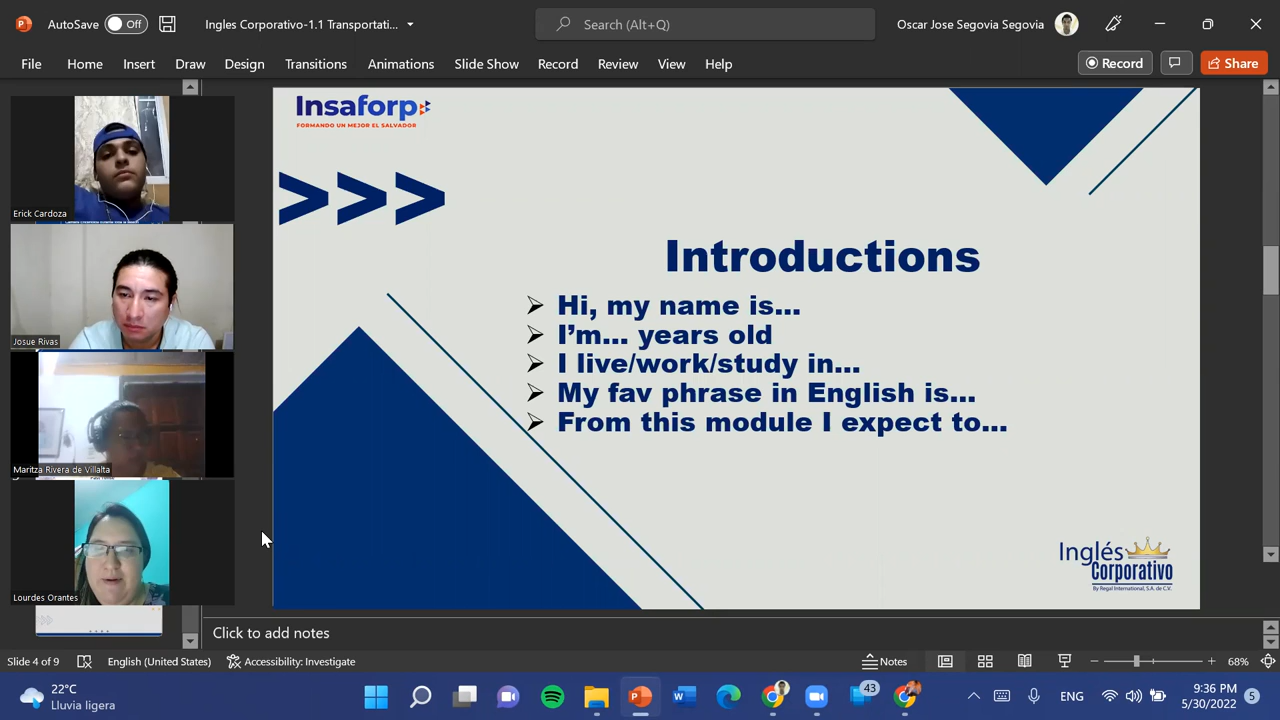 AutoSave Off Ingles Corporativo-1.1 Transportati... Search (Alt+Q) Oscar Jose Segovia Segovia
File Home Insert Draw Design Transitions Animations Slide Show Record Review View Help Record Share
Insaforp
FORMANDO UN MEJOR EL SALVADOR
>>>
Erick Cardoza
Introductions
Hi, my name is...
I'm... years old
Josue Rivas
I live/work/study in...
My fav phrase in English is...
From this module I expect to...
Maritza Rivera de Villalta
Inglés
Corporativo
By Regal International, S.A. de C.V.
Lourdes Orantes
Click to add notes
Slide 4 of 9 English (United States) Accessibility: Investigate Notes 68%
22°C
Lluvia ligera
43
ENG
9:36 PM
5/30/2022
5